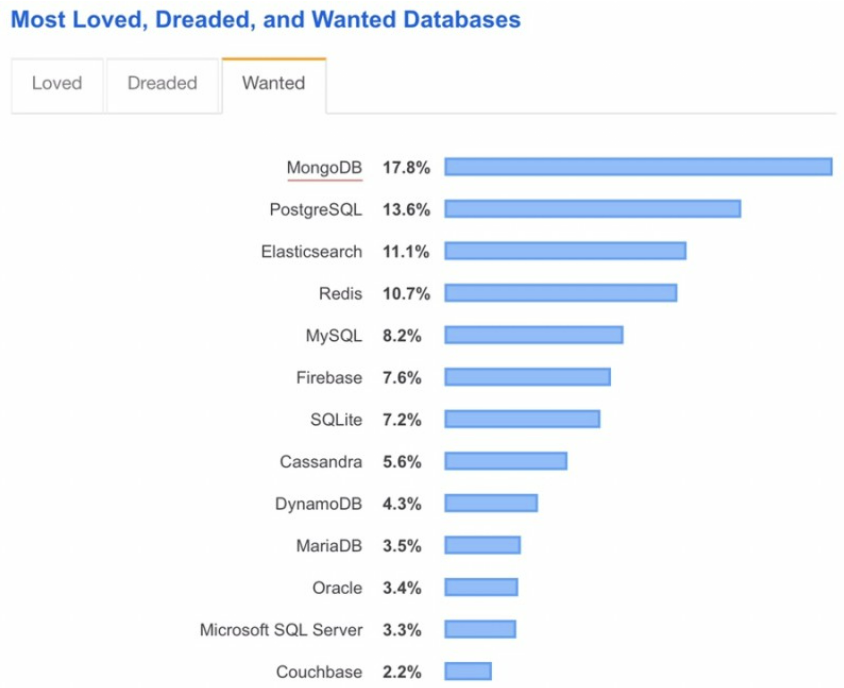 Most Loved, Dreaded, and Wanted Databases
Loved Dreaded Wanted
MongoDB 17.8%
PostgreSQL 13.6%
Elasticsearch 11.1%
Redis 10.7%
MySQL 8.2%
Firebase 7.6%
SQLite 7.2%
Cassandra 5.6%
DynamoDB 4.3%
MariaDB 3.5%
Oracle 3.4%
Microsoft SQL Server 3.3%
Couchbase 2.2%